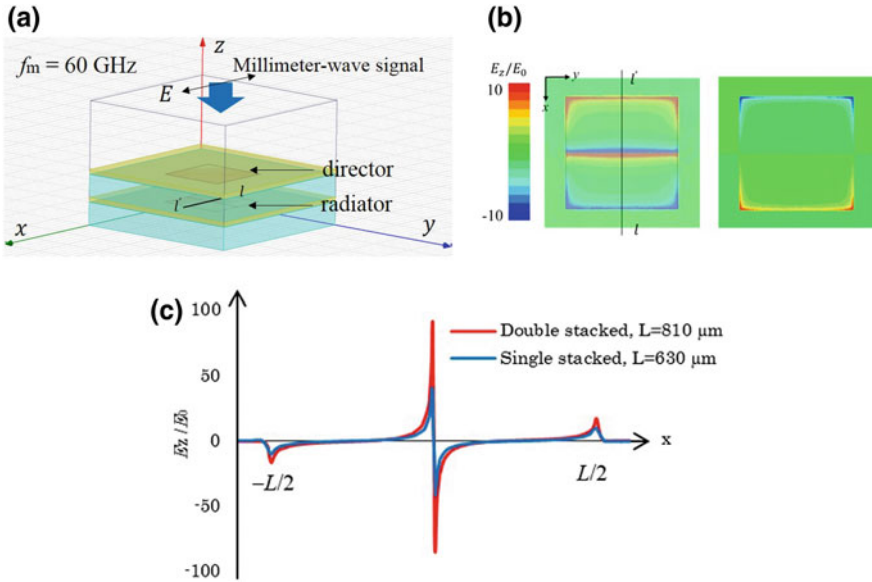 (a)
z
fm = 60 GHz
Millimeter-wave signal
E
director
l
l'
radiator
x
y
(b)
Ez/E0
10
-10
y
x
l'
l
(c)
100
50
0
-50
-100
Ez/E0
Double stacked, L=810 μm
Single stacked, L=630 μm
x
−L/2
L/2